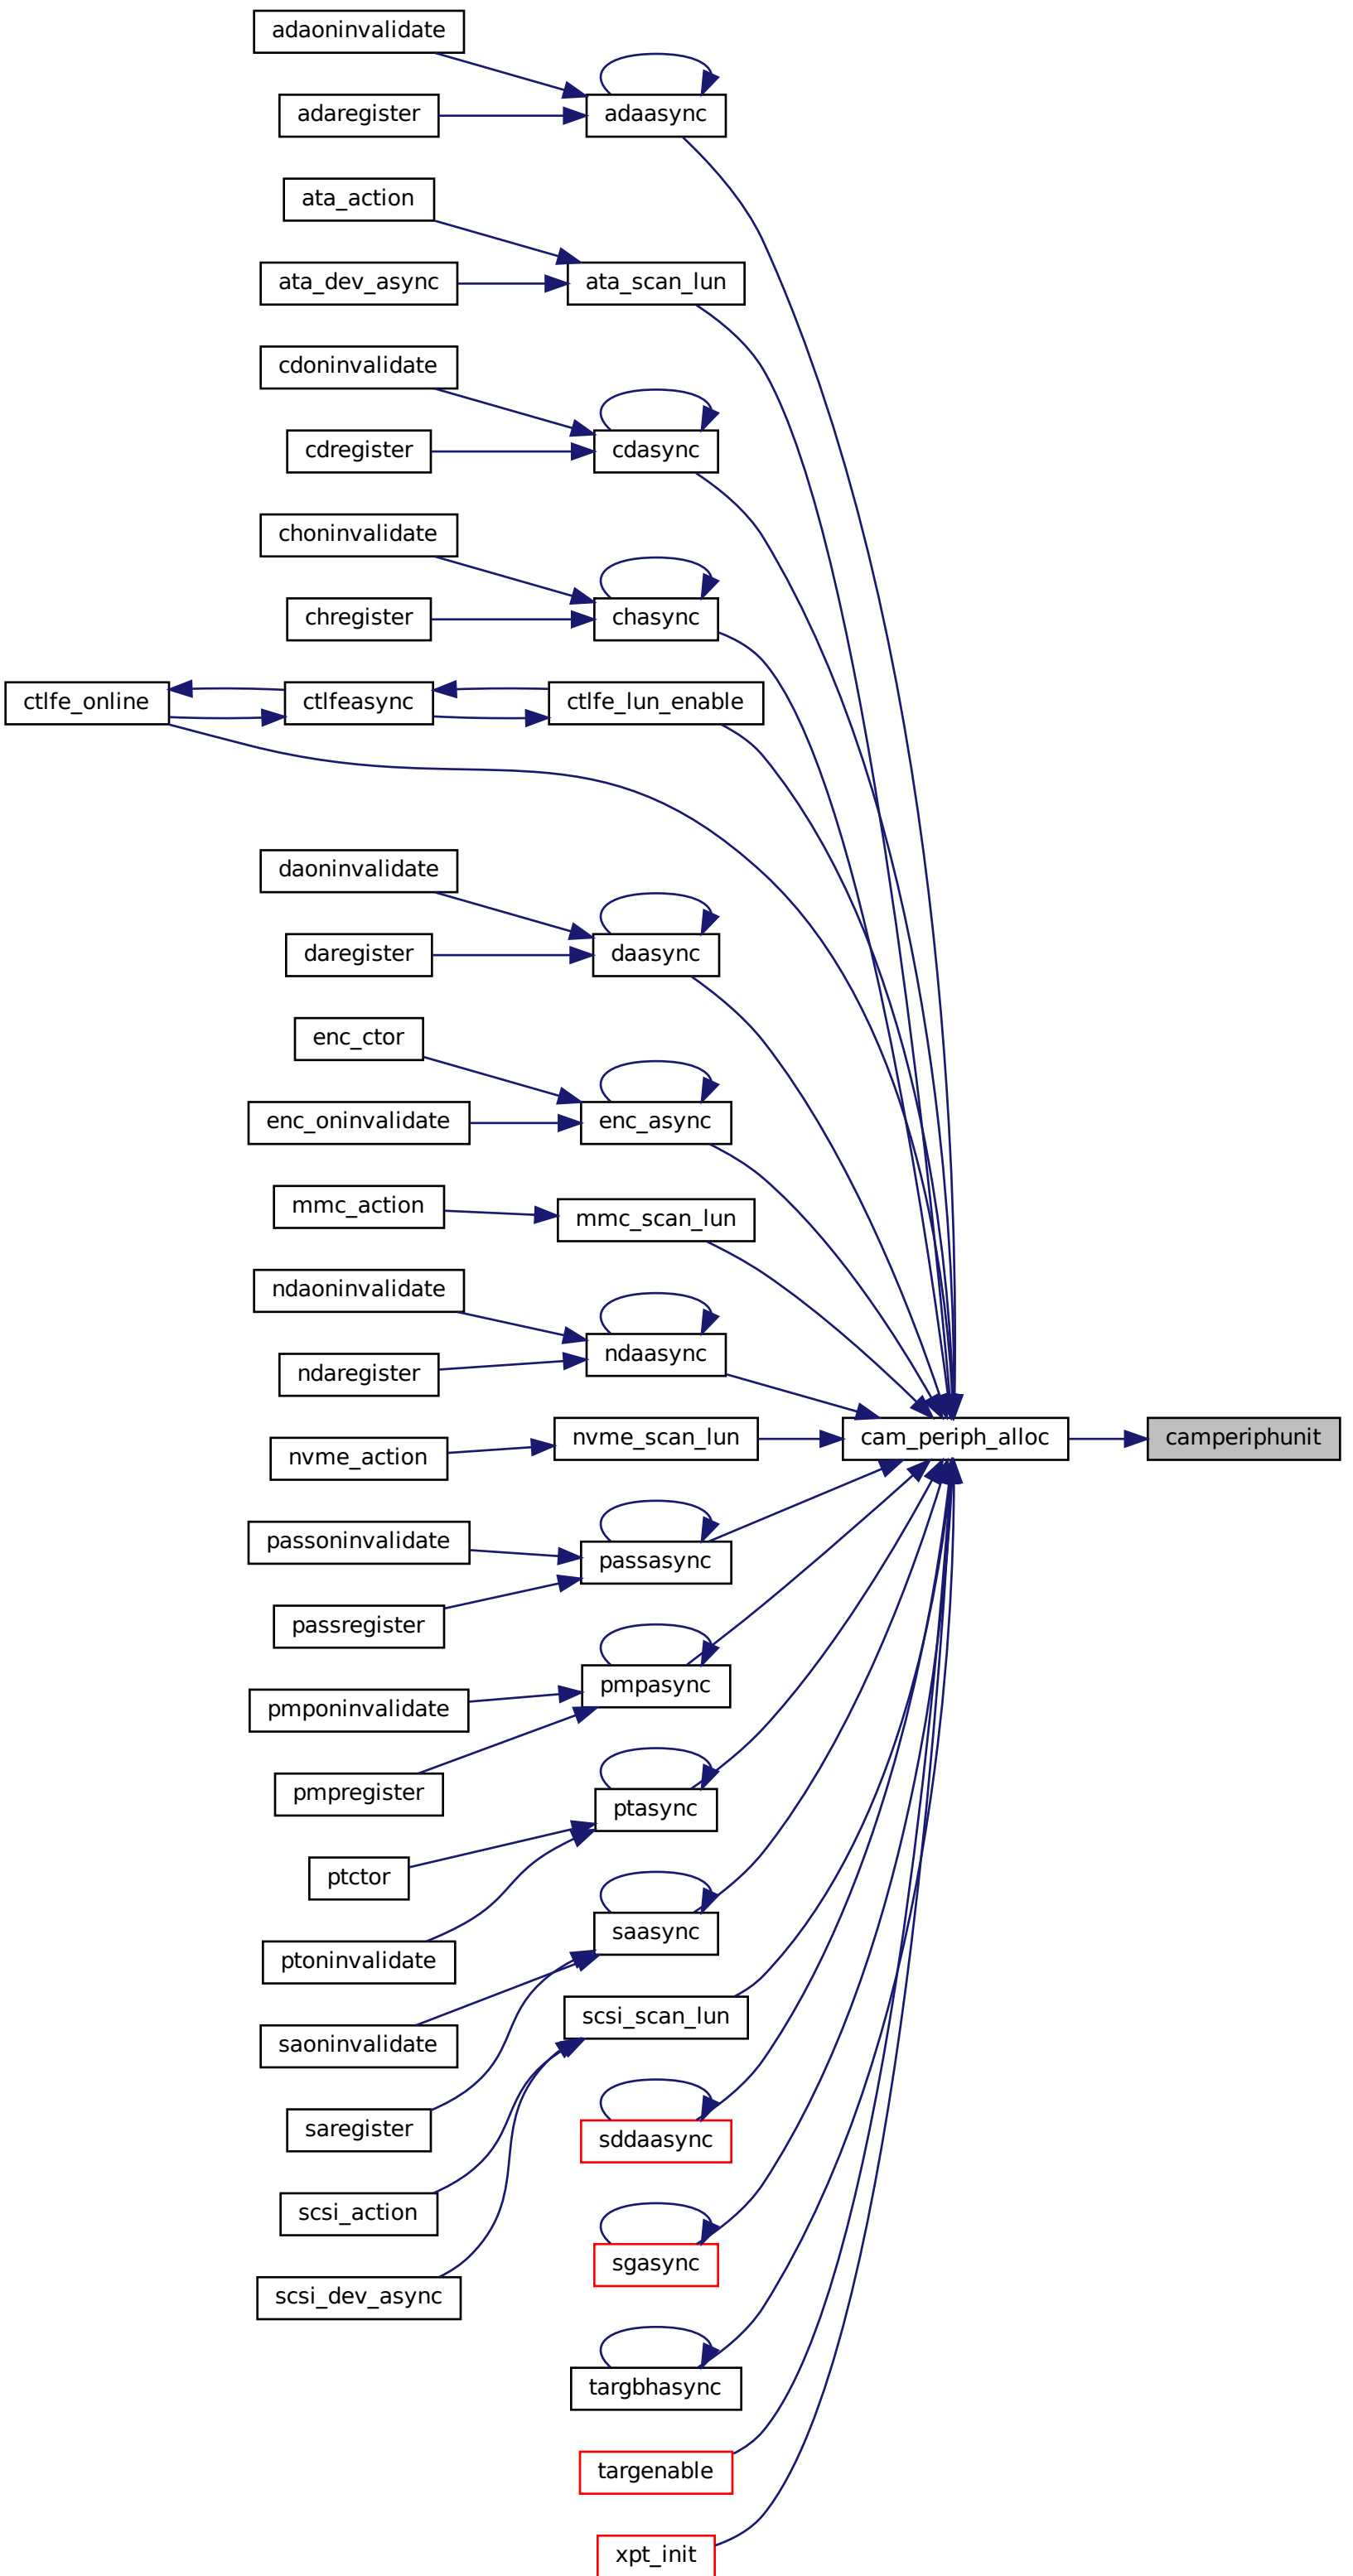 adaoninvalidate
adaregister
adaasync
ata_action
ata_dev_async
ata_scan_lun
cdoninvalidate
cdregister
cdasync
choninvalidate
chregister
chasync
ctlfe_online
ctlfeasync
ctlfe_lun_enable
daoninvalidate
daregister
daasync
enc_ctor
enc_oninvalidate
enc_async
mmc_action
mmc_scan_lun
ndaoninvalidate
ndaregister
ndaasync
nvme_action
nvme_scan_lun
cam_periph_alloc
camperiphunit
passoninvalidate
passasync
passregister
pmpasync
pmponinvalidate
pmpregister
ptasync
ptctor
ptoninvalidate
saasync
saoninvalidate
scsi_scan_lun
saregister
sddaasync
scsi_action
sgasync
scsi_dev_async
targbhasync
targenable
xpt_init